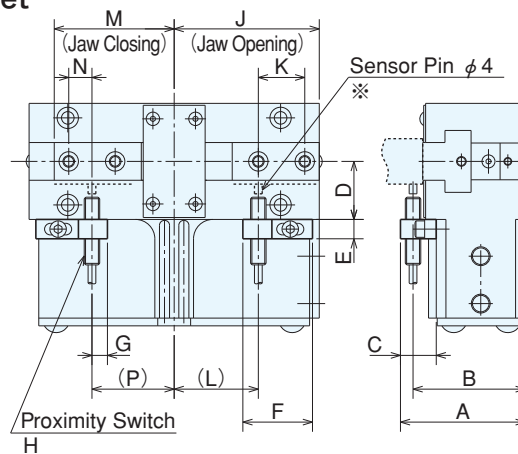 et
M
J
(Jaw Closing)
(Jaw Opening)
N
K
Sensor Pin φ4
※
D
E
G
C
(P)
(L)
B
F
A
Proximity Switch
H